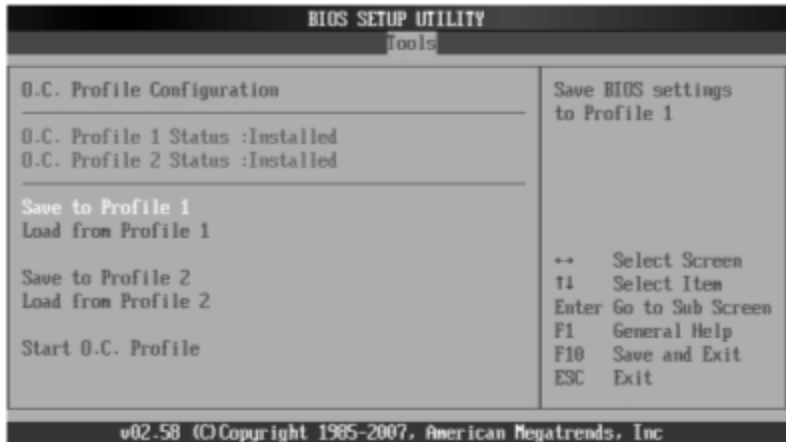 BIOS SETUP UTILITY
Tools
O.C. Profile Configuration
O.C. Profile 1 Status :Installed
O.C. Profile 2 Status :Installed
Save to Profile 1
Load from Profile 1
Save to Profile 2
Load from Profile 2
Start O.C. Profile
Save BIOS settings
to Profile 1
↔ Select Screen
↑↓ Select Item
Enter Go to Sub Screen
F1 General Help
F10 Save and Exit
ESC Exit
v02.58 (C)Copyright 1985-2007, American Megatrends, Inc